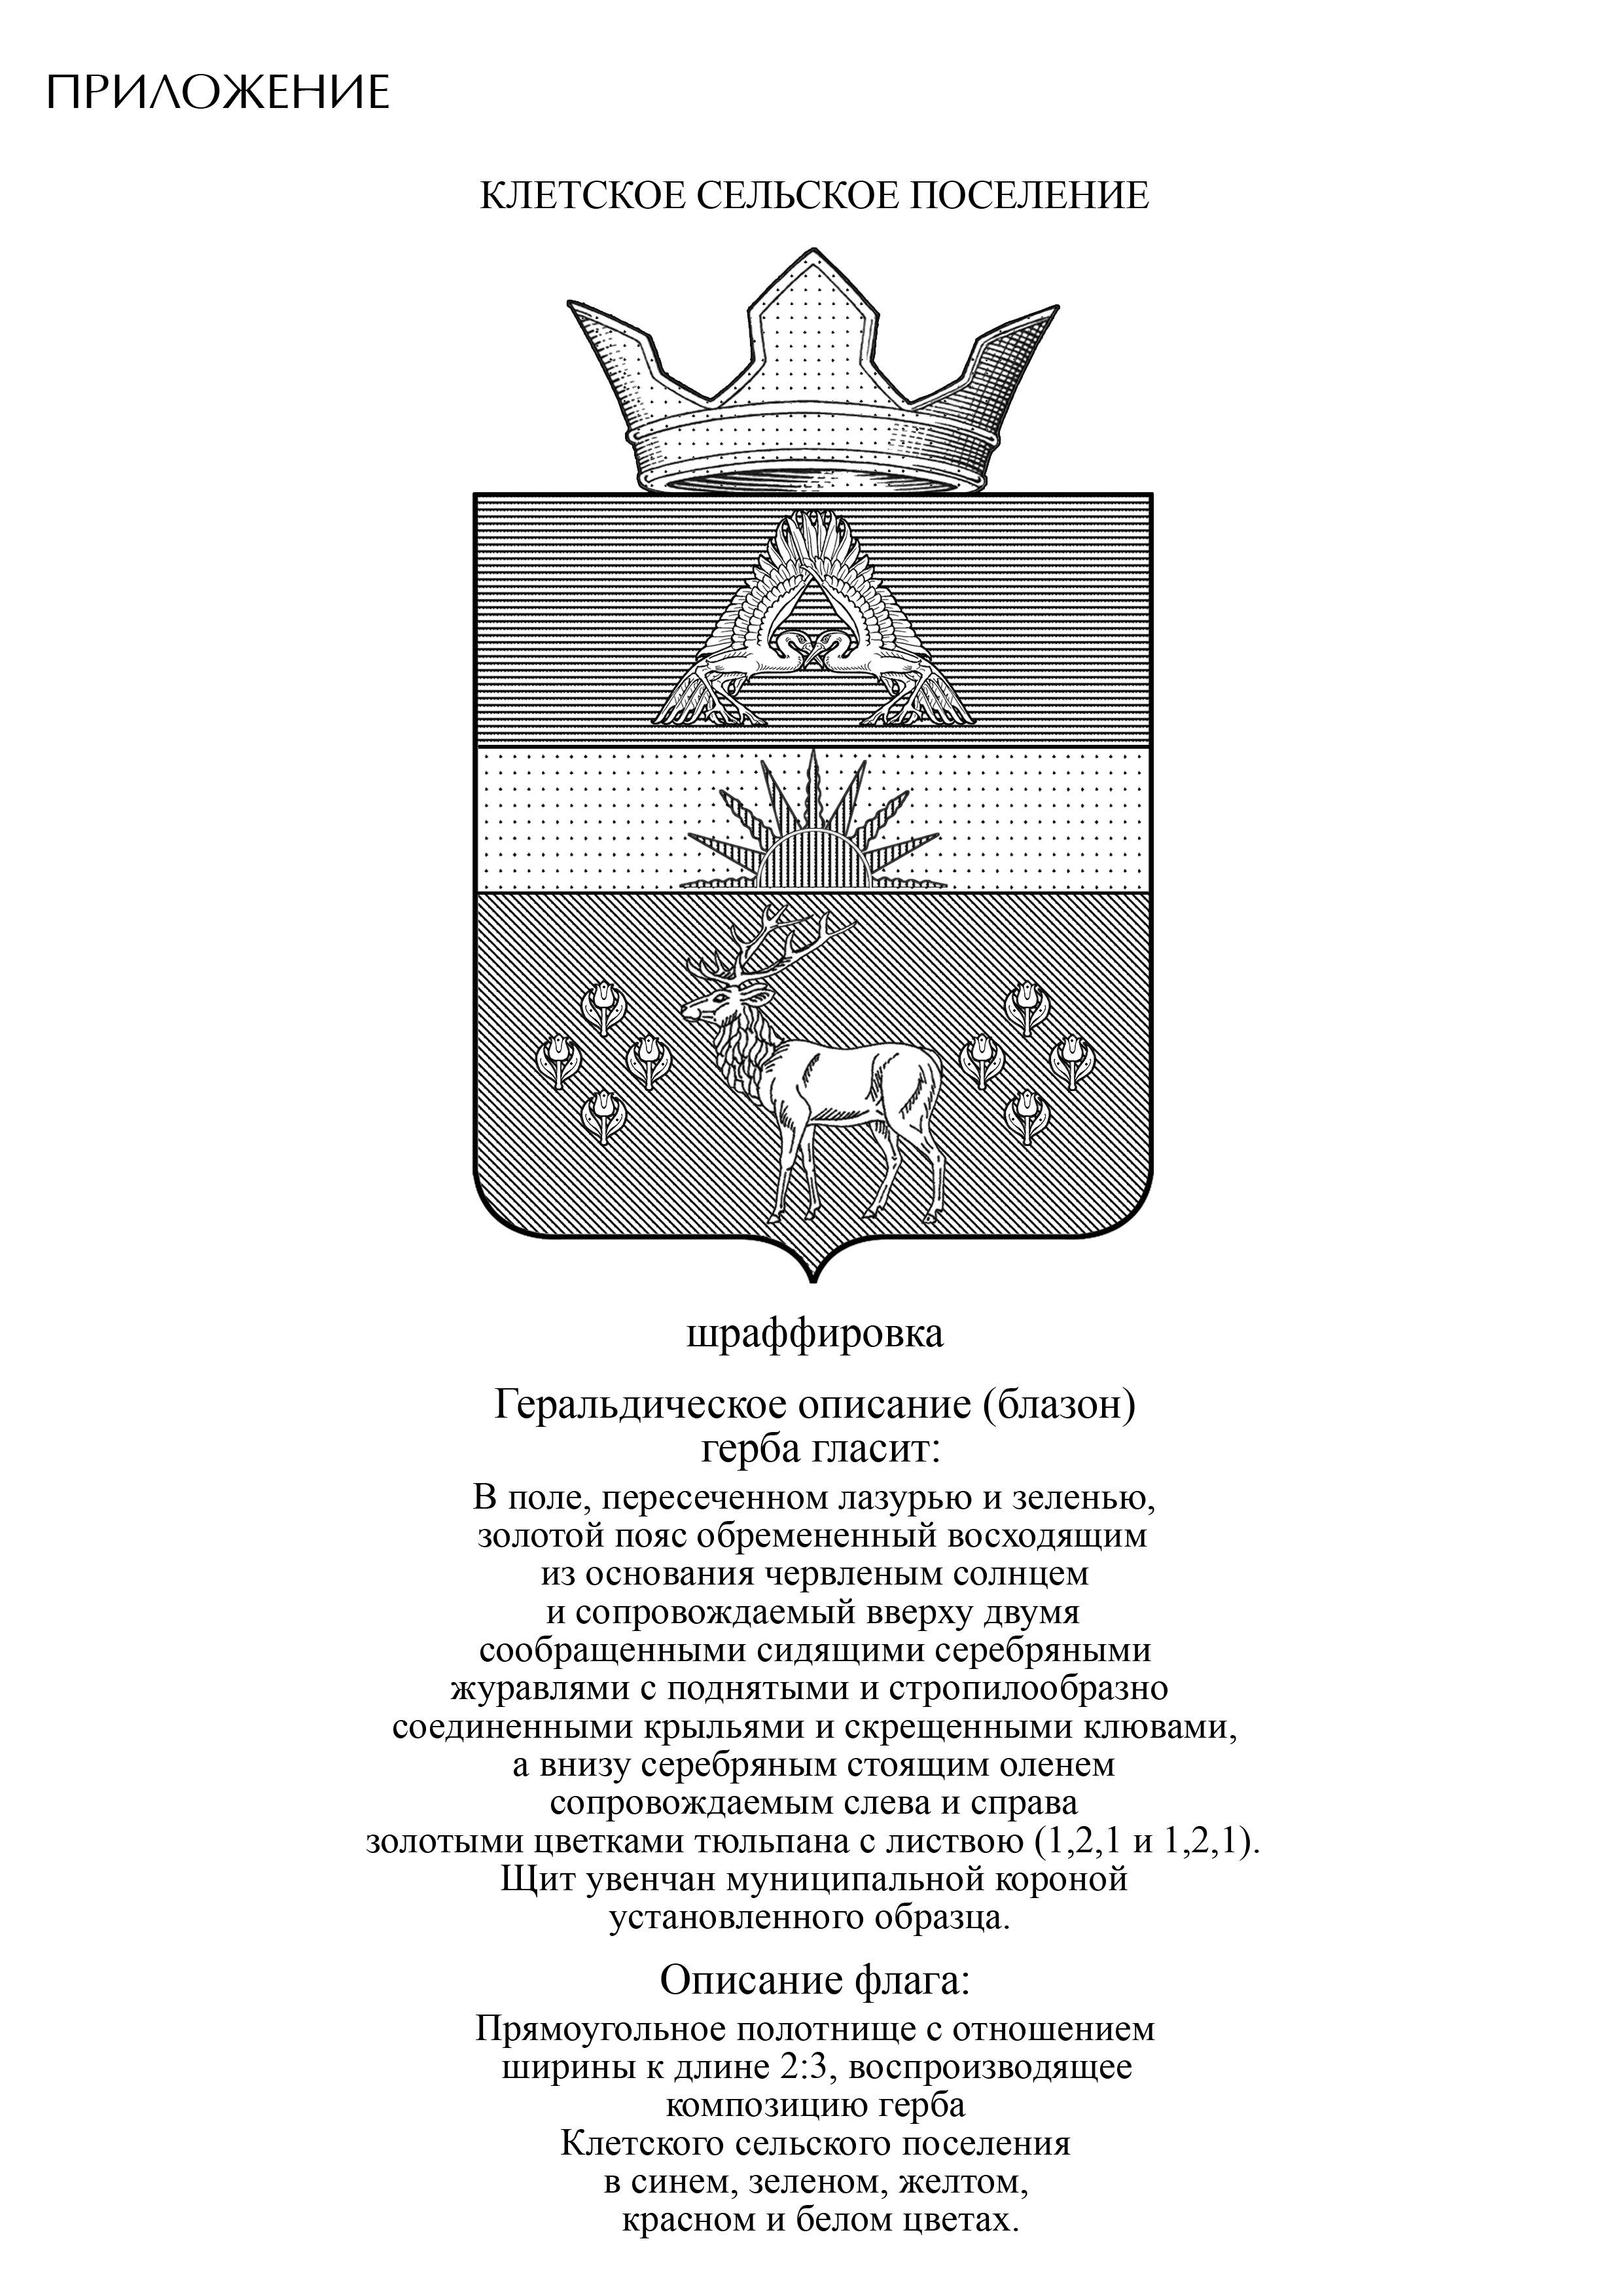 ПРИЛОЖЕНИЕ
КЛЕТСКОЕ СЕЛЬСКОЕ ПОСЕЛЕНИЕ
шраффировка
Геральдическое описание (блазон)
герба гласит:
В поле, пересеченном лазурью и зеленью,
золотой пояс обремененный восходящим
из основания червленым солнцем
и сопровождаемый вверху двумя
сообращенными сидящими серебряными
журавлями с поднятыми и стропилообразно
соединенными крыльями и скрещенными клювами,
а внизу серебряным стоящим оленем
сопровождаемым слева и справа
золотыми цветками тюльпана с листвою (1,2,1 и 1,2,1).
Щит увенчан муниципальной короной
установленного образца.
Описание флага:
Прямоугольное полотнище с отношением
ширины к длине 2:3, воспроизводящее
композицию герба
Клетского сельского поселения
в синем, зеленом, желтом,
красном и белом цветах.